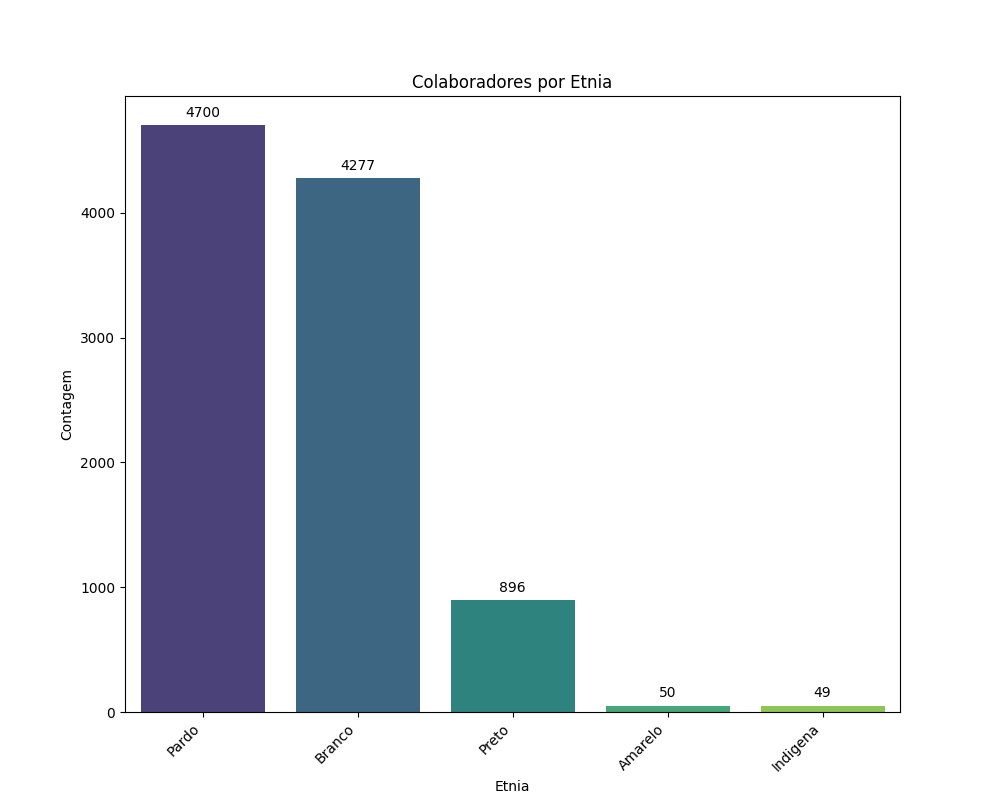 Colaboradores por Etnia
4700
4277
896
50
49
4000
3000
2000
1000
0
Contagem
Pardo
Branco
Preto
Amarelo
Indigena
Etnia